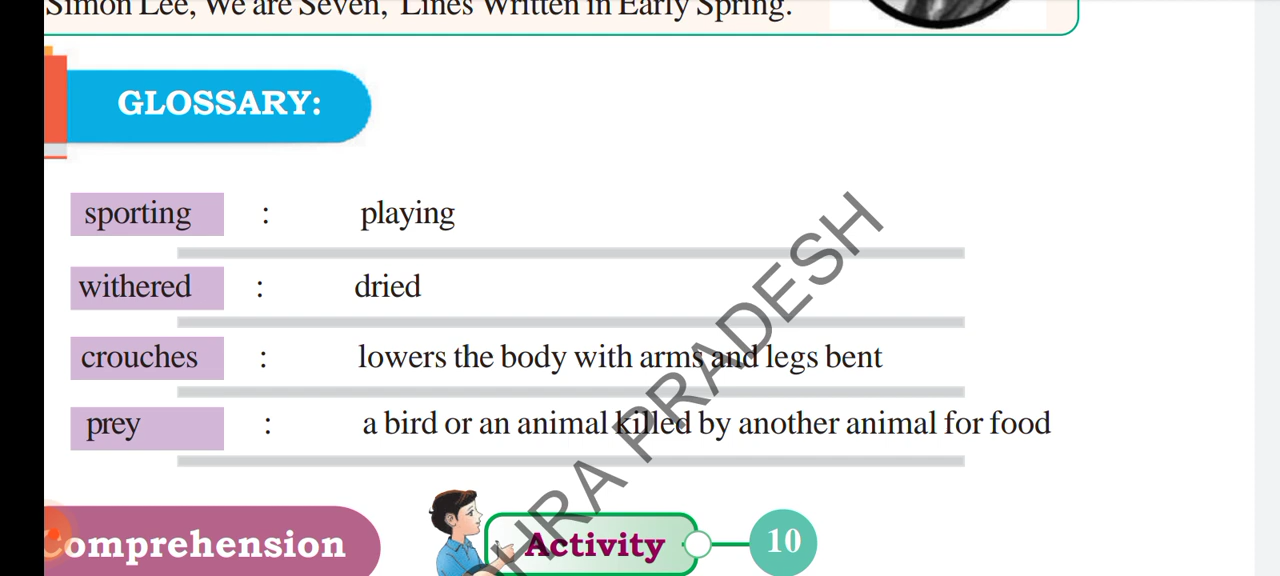 Simon Lee, We are Seven, 'Lines Written in Early Spring.
GLOSSARY:
sporting : playing
withered : dried
crouches : lowers the body with arms and legs bent
prey : a bird or an animal killed by another animal for food
HRA PRADESH
Comprehension
Activity 10